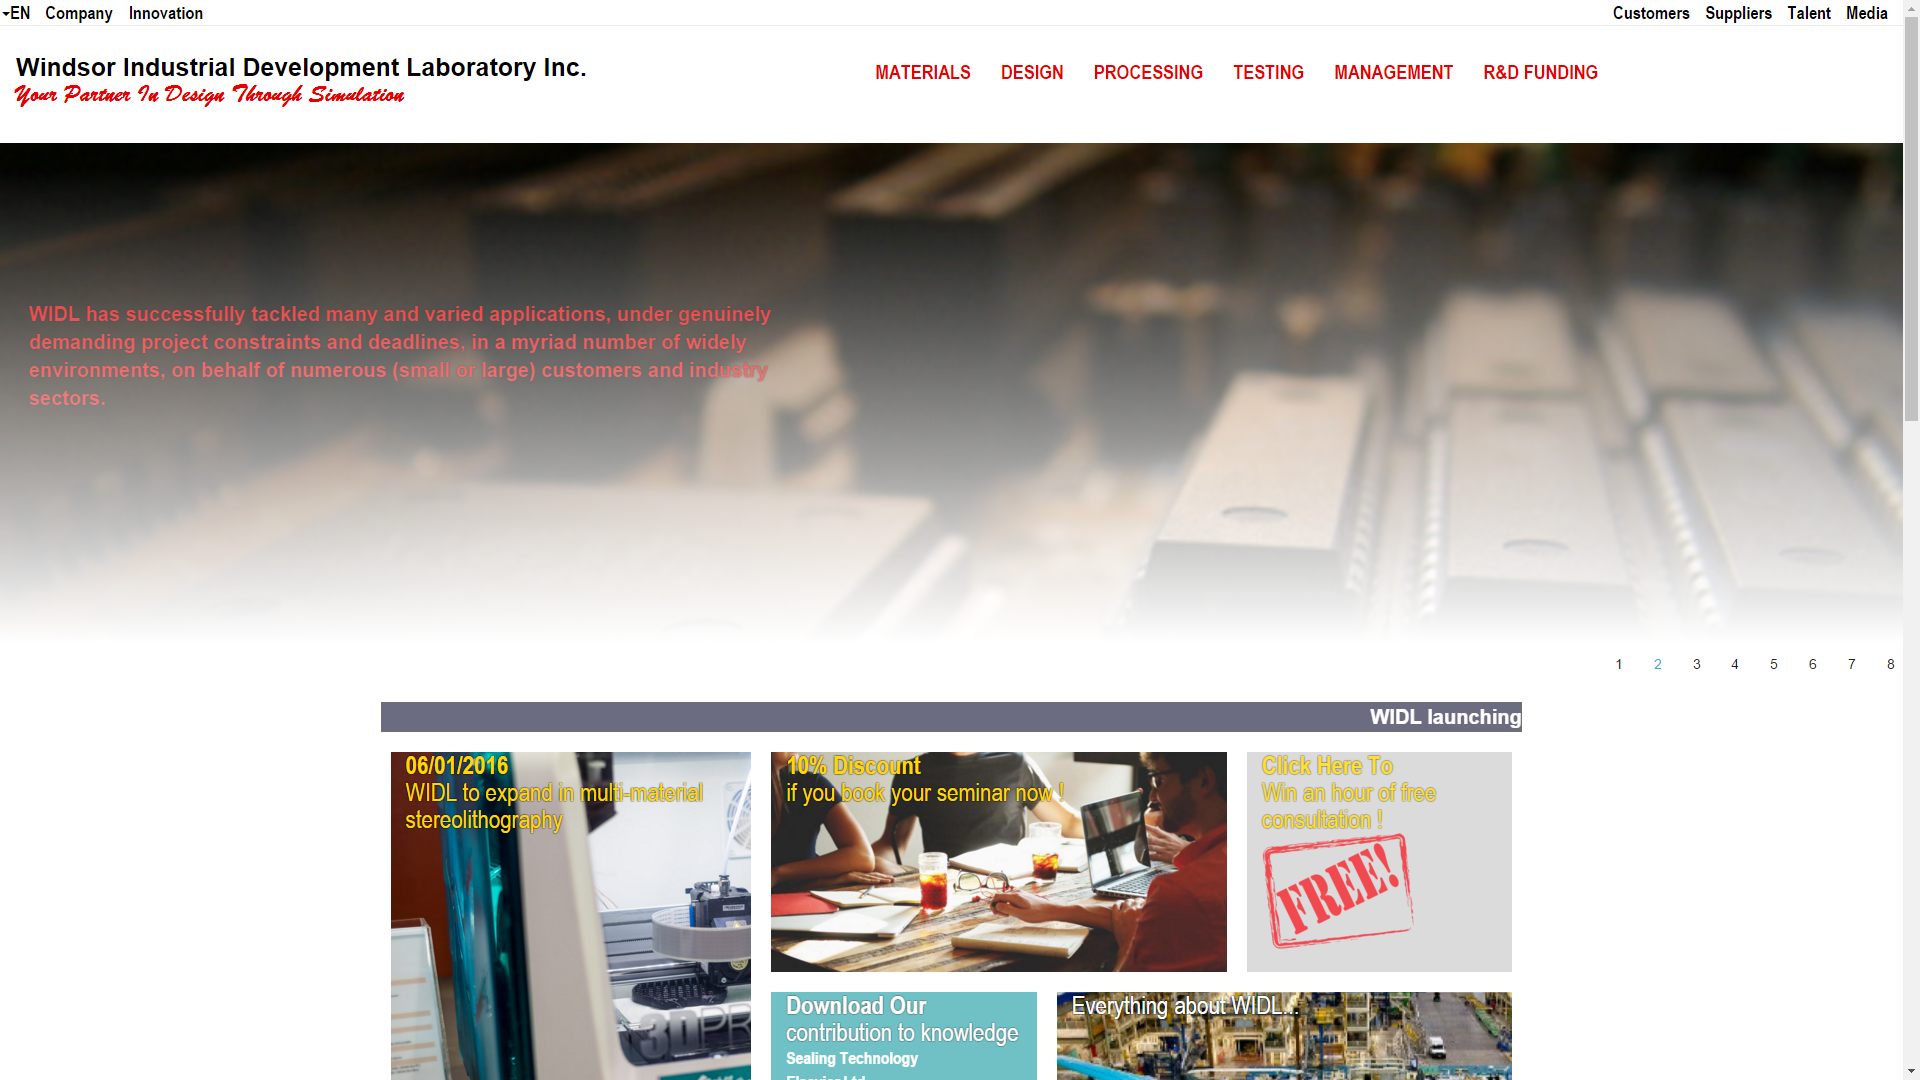 EN Company Innovation Customers Suppliers Talent Media
Windsor Industrial Development Laboratory Inc.
Your Partner In Design Through Simulation
MATERIALS DESIGN PROCESSING TESTING MANAGEMENT R&D FUNDING
WIDL has successfully tackled many and varied applications, under genuinely
demanding project constraints and deadlines, in a myriad number of widely
environments, on behalf of numerous (small or large) customers and industry
sectors.
1 2 3 4 5 6 7 8
WIDL launching
06/01/2016
WIDL to expand in multi-material
stereolithography
10% Discount
if you book your seminar now !
Click Here To
Win an hour of free
consultation !
FREE!
Download Our
contribution to knowledge
Sealing Technology
Everything about WIDL...